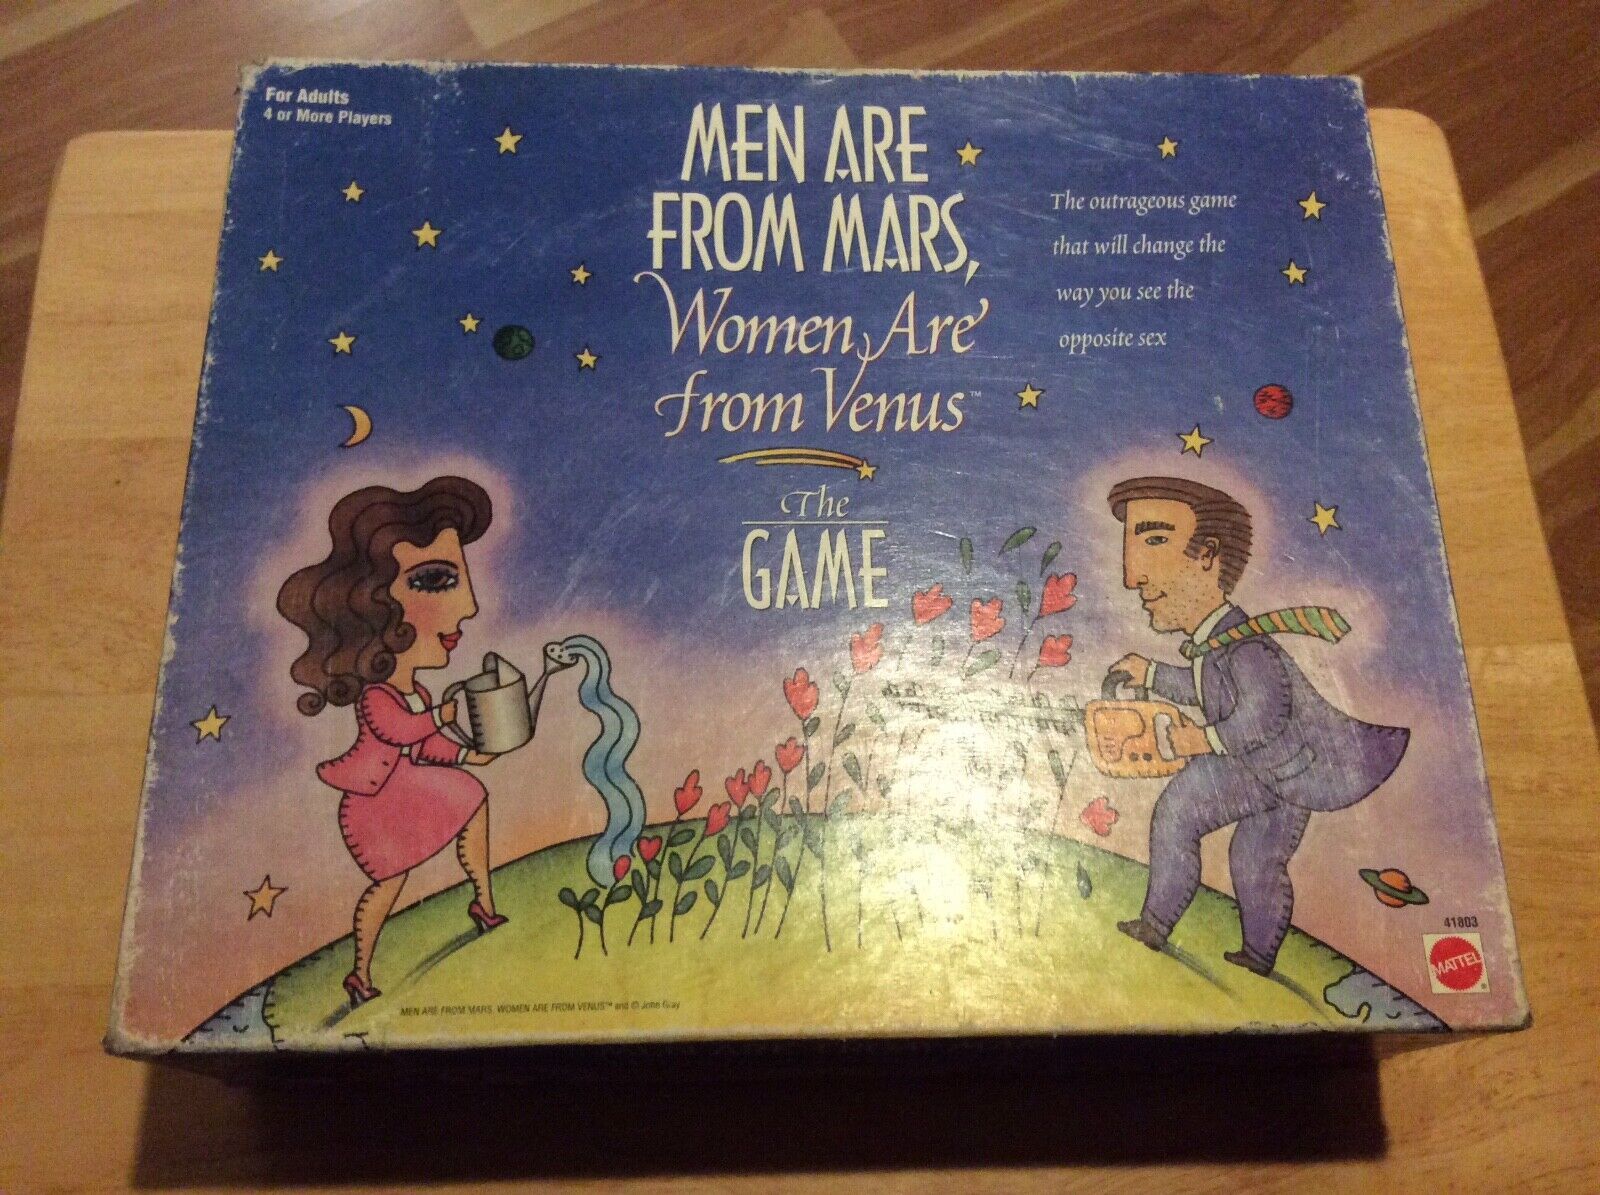 For Adults
4 or More Players
MEN ARE
FROM MARS,
Women Are
from Venus™
The
GAME
The outrageous game
that will change the
way you see the
opposite sex
41803
MATTEL
®
MEN ARE FROM MARS, WOMEN ARE FROM VENUS™ and © John Gray